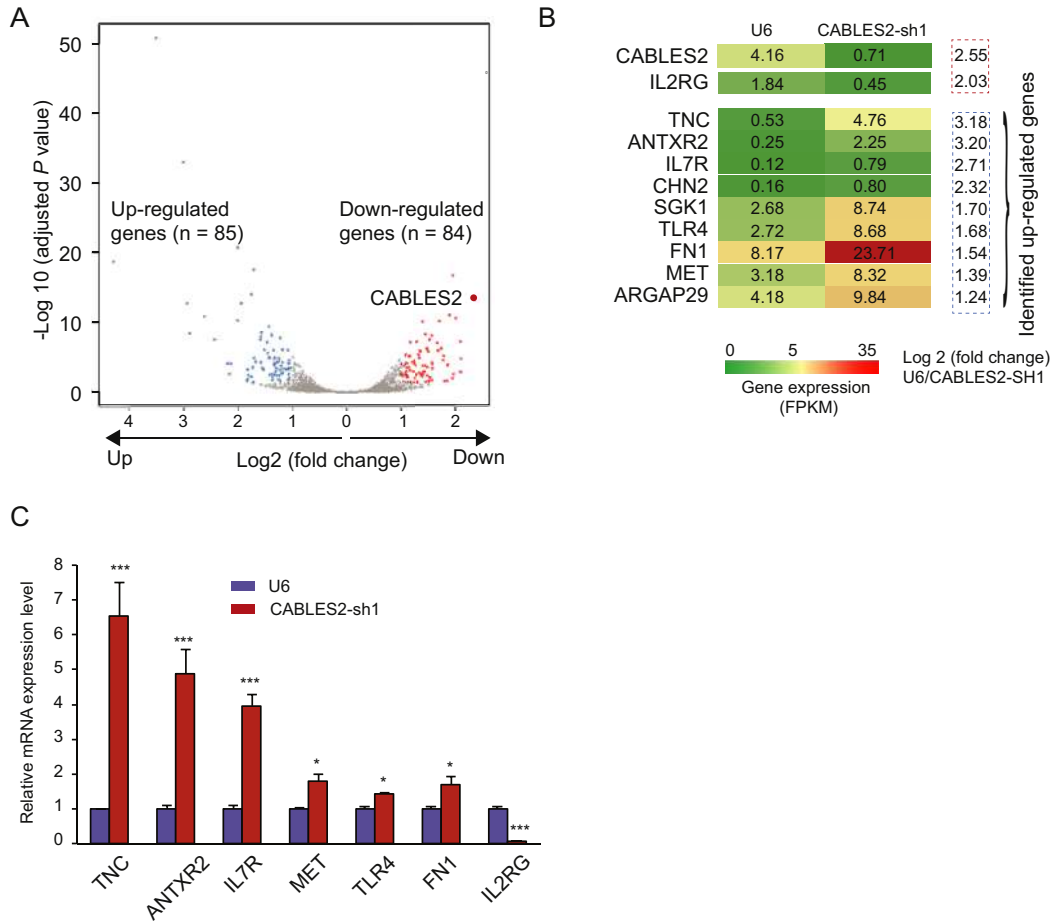 A
-Log 10 (adjusted P value)
50
40
30
20
10
0
Up-regulated
genes (n = 85)
Down-regulated
genes (n = 84)
CABLES2
4 3 2 1 0 1 2
Up Log2 (fold change) Down
B
U6 CABLES2-sh1
CABLES2 4.16 0.71 2.55
IL2RG 1.84 0.45 2.03
TNC 0.53 4.76 3.18
ANTXR2 0.25 2.25 3.20
IL7R 0.12 0.79 2.71
CHN2 0.16 0.80 2.32
SGK1 2.68 8.74 1.70
TLR4 2.72 8.68 1.68
FN1 8.17 23.71 1.54
MET 3.18 8.32 1.39
ARGAP29 4.18 9.84 1.24
Identified up-regulated genes
0 5 35
Gene expression
(FPKM)
Log 2 (fold change)
U6/CABLES2-SH1
C
Relative mRNA expression level
8
7
6
5
4
3
2
1
0
U6
CABLES2-sh1
*** *** *** * * * ***
TNC ANTXR2 IL7R MET TLR4 FN1 IL2RG